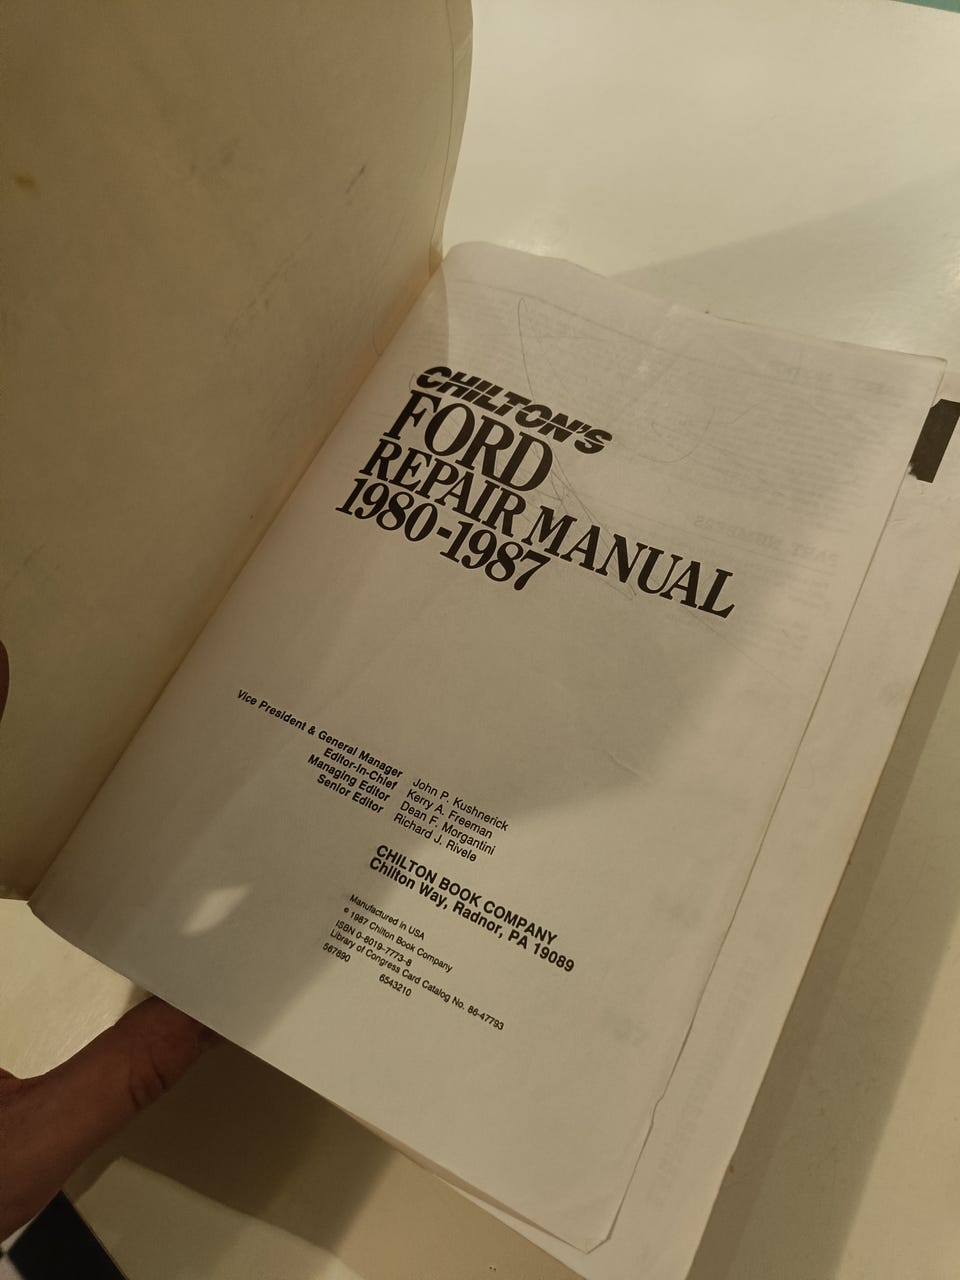 CHILTON'S
FORD
REPAIR MANUAL
1980-1987
Vice President & General Manager John P. Kushnerick
Editor-In-Chief Kerry A. Freeman
Managing Editor Dean F. Morgantini
Senior Editor Richard J. Rivele
CHILTON BOOK COMPANY
Chilton Way, Radnor, PA 19089
Manufactured in USA
© 1987 Chilton Book Company
ISBN 0-8019-7773-8
Library of Congress Card Catalog No. 86-47793
567890 6543210